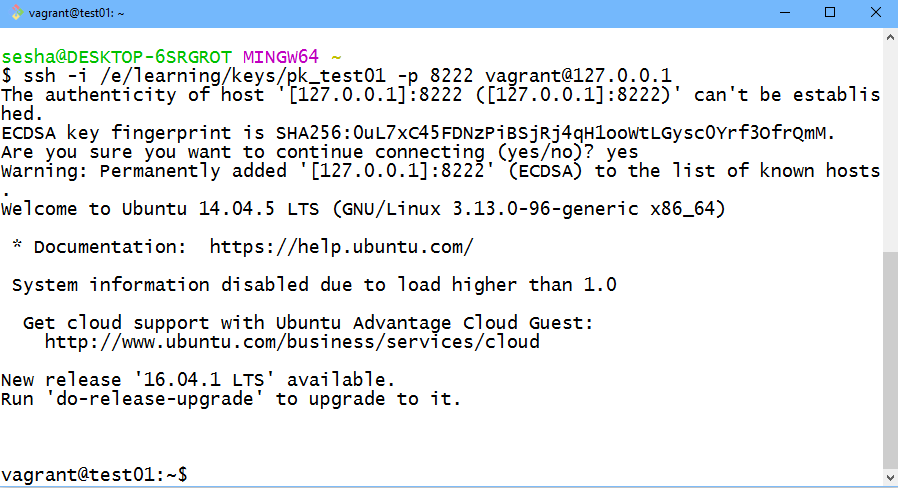 vagrant@test01: ~
sesha@DESKTOP-6SRGROT MINGW64 ~
$ ssh -i /e/learning/keys/pk_test01 -p 8222 vagrant@127.0.0.1
The authenticity of host '[127.0.0.1]:8222 ([127.0.0.1]:8222)' can't be establis
hed.
ECDSA key fingerprint is SHA256:0uL7xC45FDNzPiBSjRj4qH1ooWtLGysc0Yrf3OfrQmM.
Are you sure you want to continue connecting (yes/no)? yes
Warning: Permanently added '[127.0.0.1]:8222' (ECDSA) to the list of known hosts
.
Welcome to Ubuntu 14.04.5 LTS (GNU/Linux 3.13.0-96-generic x86_64)
* Documentation:  https://help.ubuntu.com/
System information disabled due to load higher than 1.0
Get cloud support with Ubuntu Advantage Cloud Guest:
http://www.ubuntu.com/business/services/cloud
New release '16.04.1 LTS' available.
Run 'do-release-upgrade' to upgrade to it.
vagrant@test01:~$